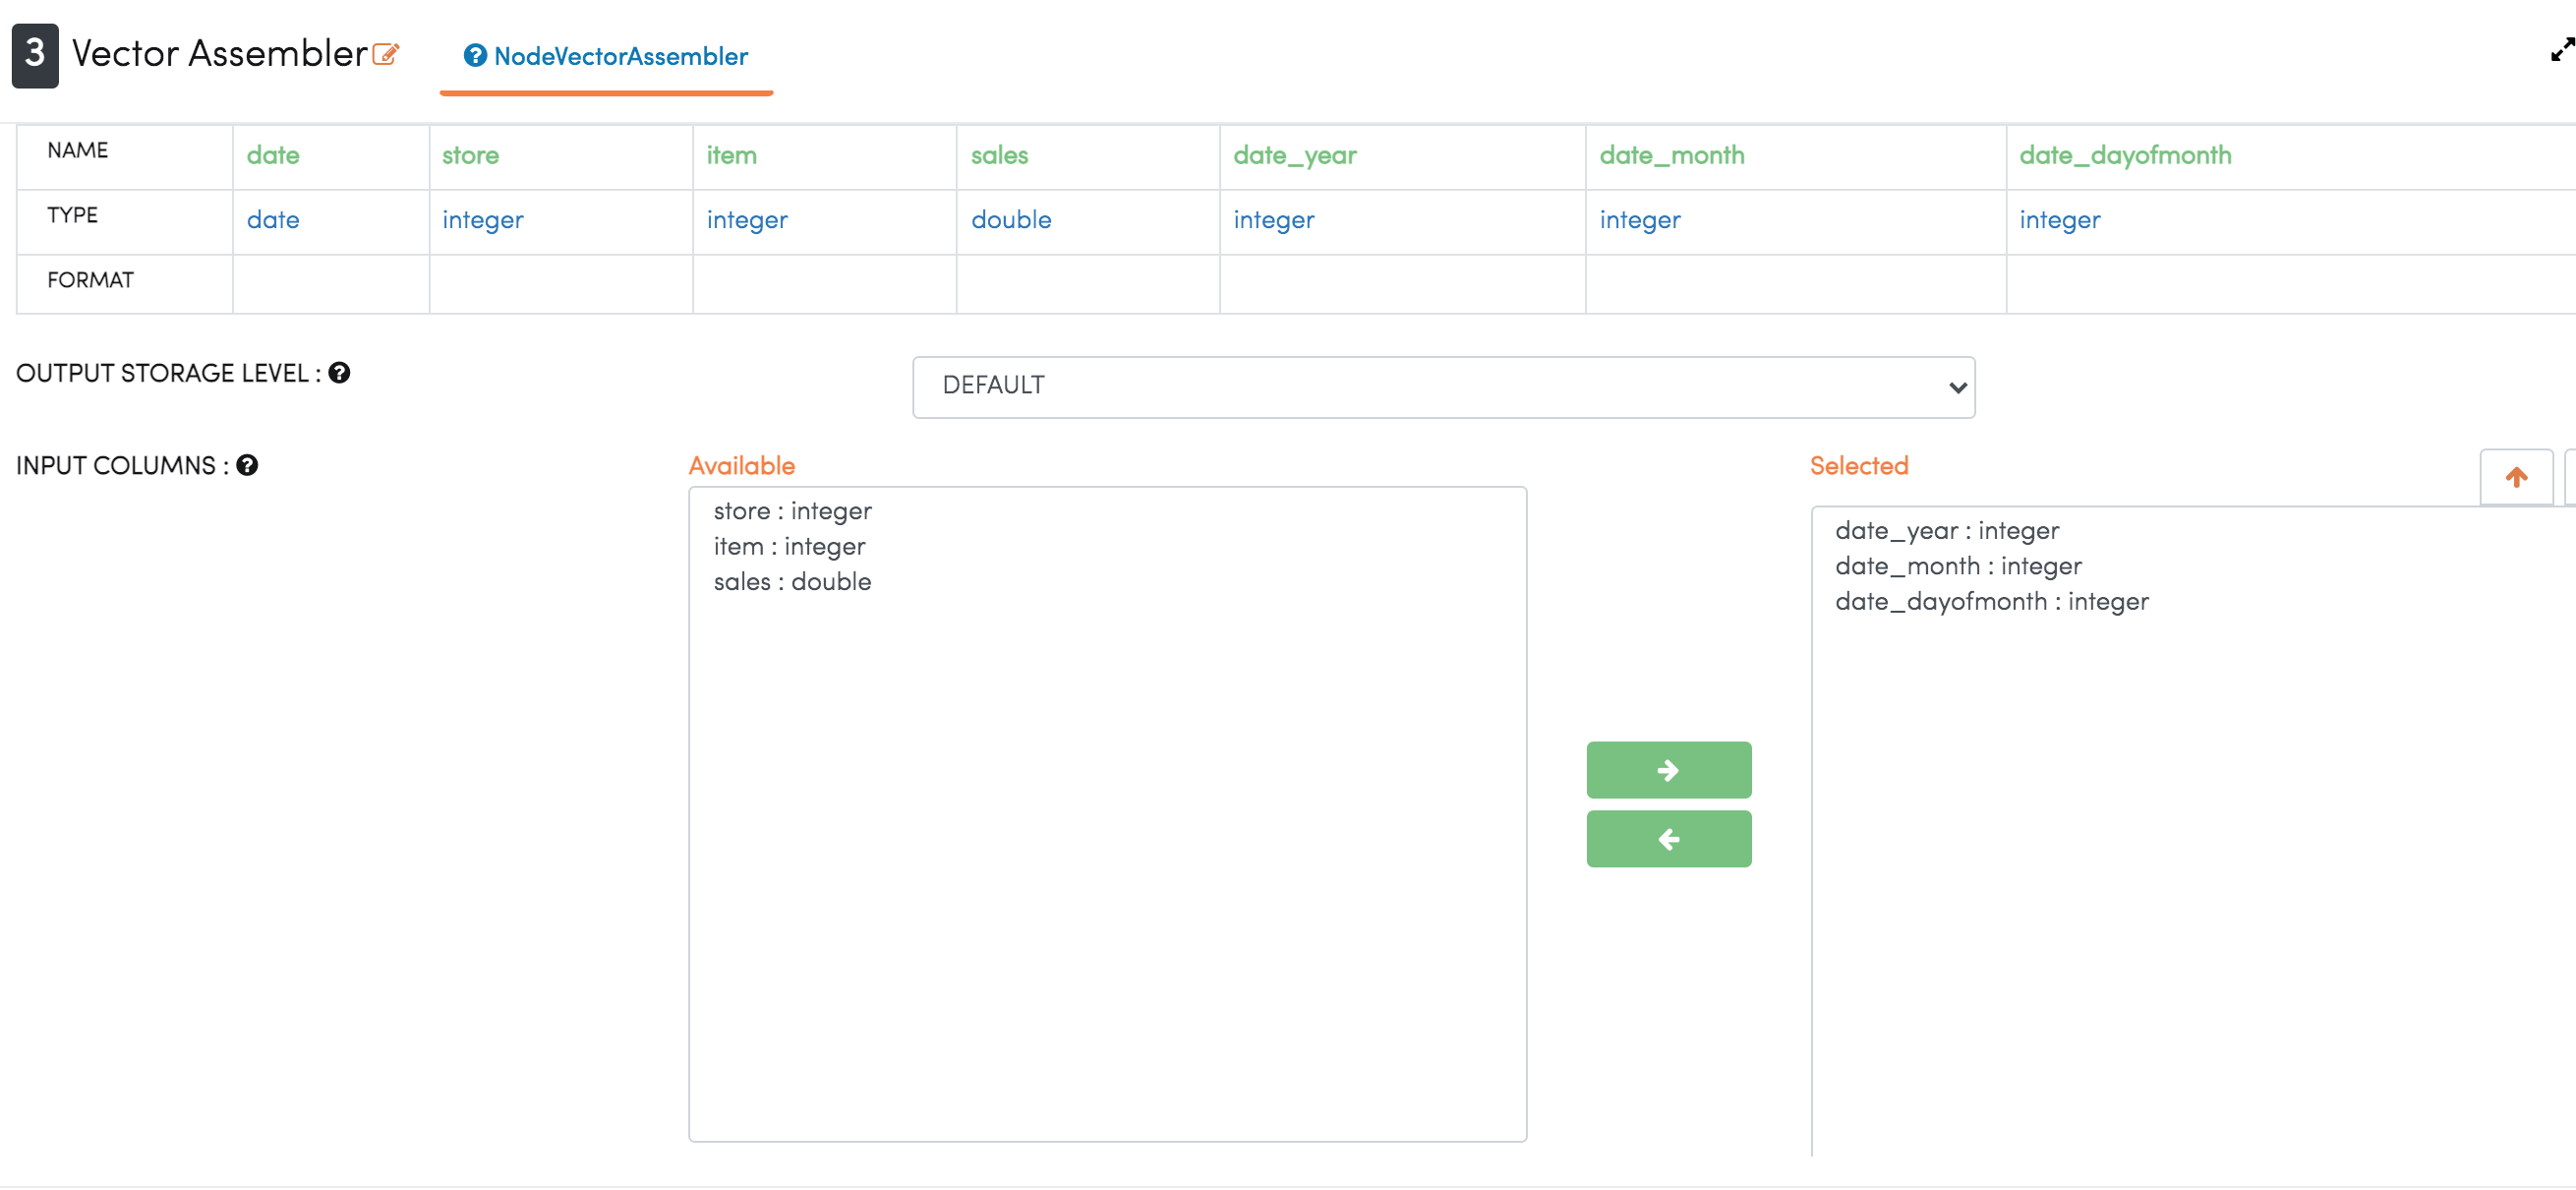 3 Vector Assembler NodeVectorAssembler
NAME date store item sales date_year date_month date_dayofmonth
TYPE date integer integer double integer integer integer
FORMAT
OUTPUT STORAGE LEVEL : DEFAULT
INPUT COLUMNS : Available Selected
store : integer
item : integer
sales : double
date_year : integer
date_month : integer
date_dayofmonth : integer